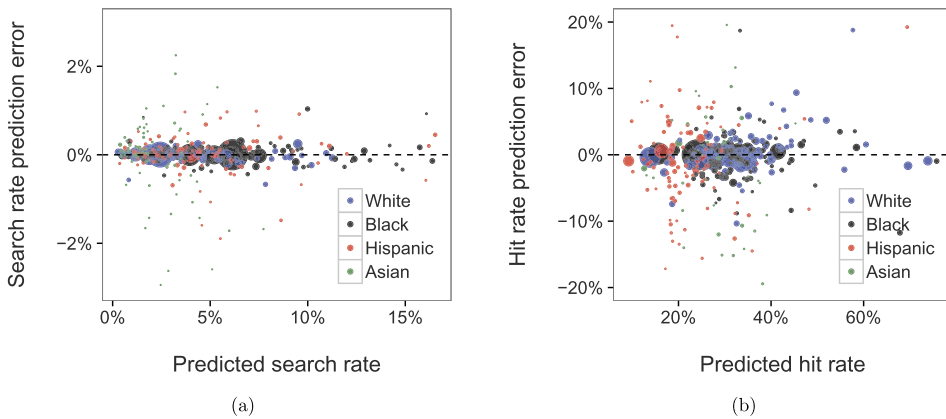 Search rate prediction error
2%
0%
−2%
0%
5%
10%
15%
Predicted search rate
White
Black
Hispanic
Asian
(a)
Hit rate prediction error
20%
10%
0%
−10%
−20%
20%
40%
60%
Predicted hit rate
White
Black
Hispanic
Asian
(b)